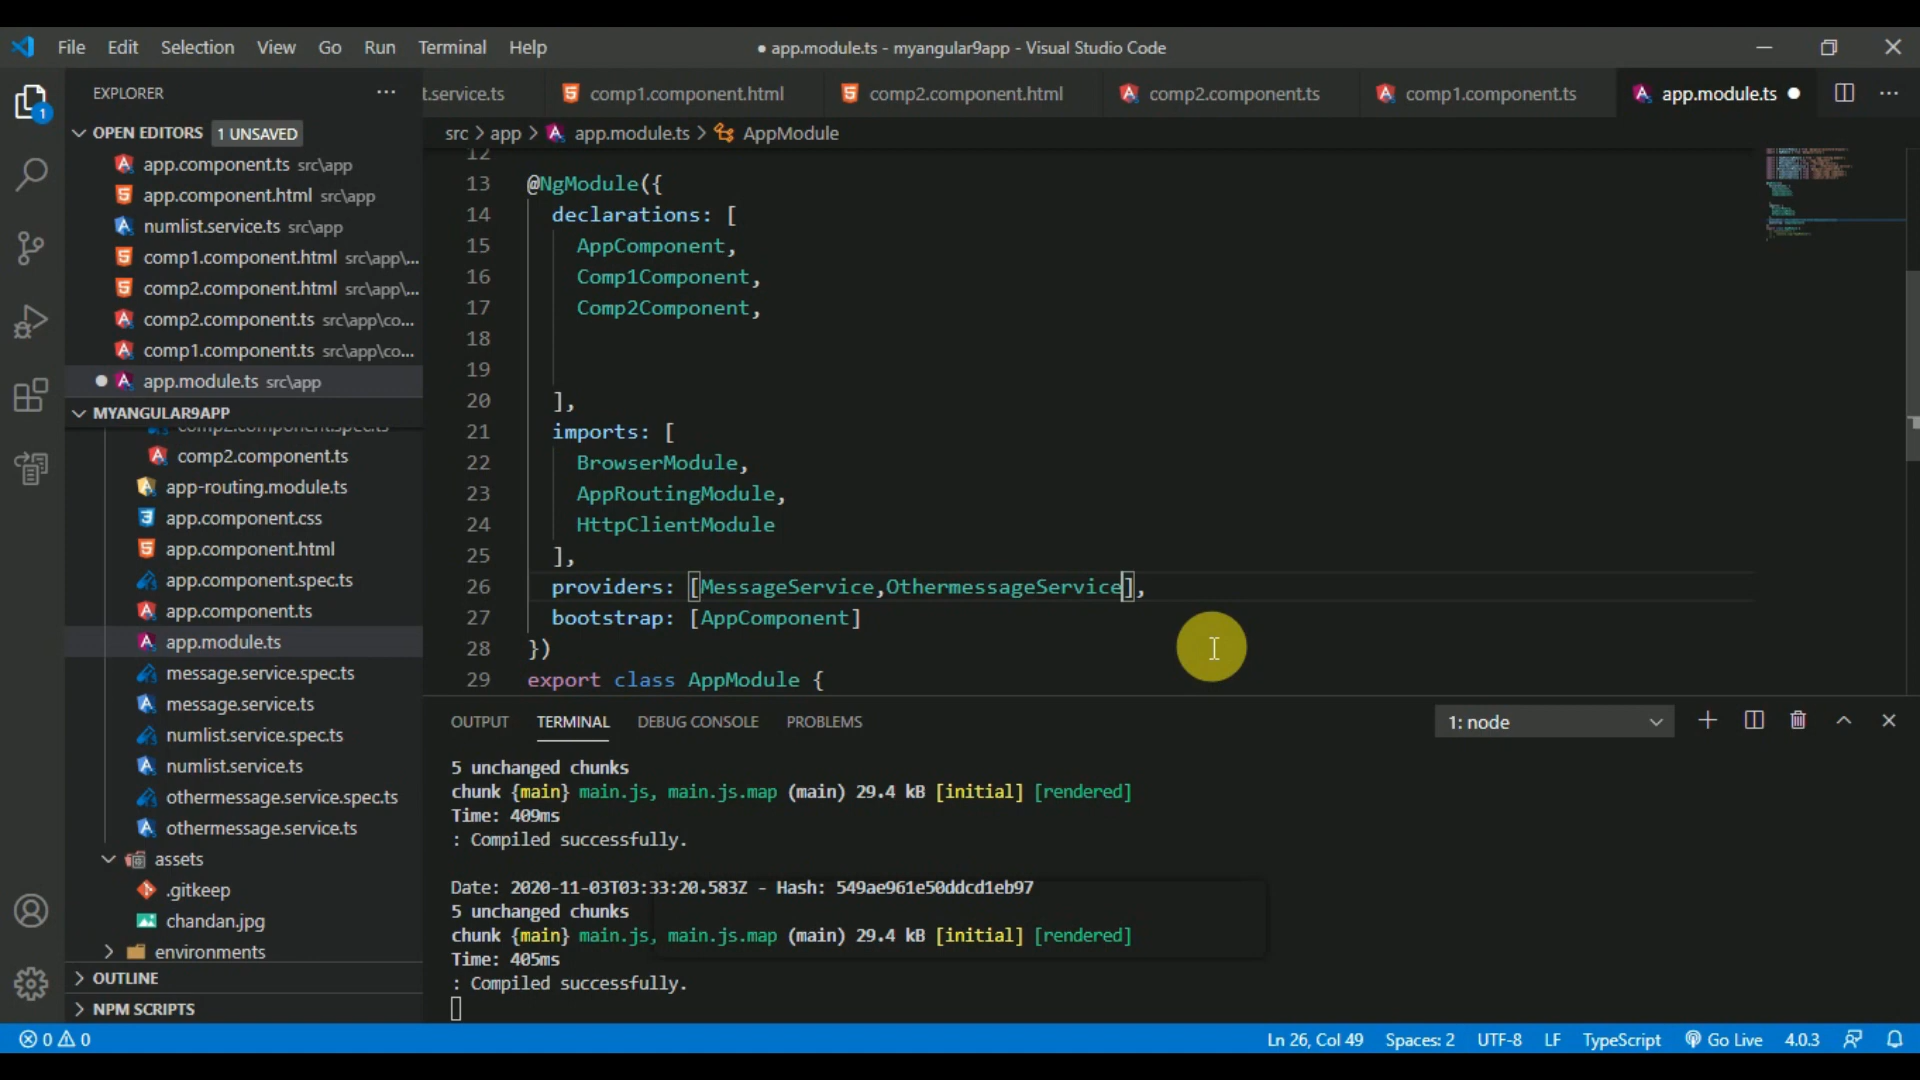 File Edit Selection View Go Run Terminal Help
● app.module.ts - myangular9app - Visual Studio Code
EXPLORER
t.service.ts comp1.component.html comp2.component.html comp2.component.ts comp1.component.ts app.module.ts
OPEN EDITORS 1 UNSAVED
src > app > app.module.ts > AppModule
1
app.component.ts src\app
app.component.html src\app
numlist.service.ts src\app
comp1.component.html src\app\...
comp2.component.html src\app\...
comp2.component.ts src\app\co...
comp1.component.ts src\app\co...
app.module.ts src\app
MYANGULAR9APP
comp2.component.spec.ts
comp2.component.ts
app-routing.module.ts
app.component.css
app.component.html
app.component.spec.ts
app.component.ts
app.module.ts
message.service.spec.ts
message.service.ts
numlist.service.spec.ts
numlist.service.ts
othermessage.service.spec.ts
othermessage.service.ts
assets
.gitkeep
chandan.jpg
environments
OUTLINE
NPM SCRIPTS
12
13 @NgModule({
14 declarations: [
15 AppComponent,
16 Comp1Component,
17 Comp2Component,
18
19
20 ],
21 imports: [
22 BrowserModule,
23 AppRoutingModule,
24 HttpClientModule
25 ],
26 providers: [MessageService,OthermessageService],
27 bootstrap: [AppComponent]
28 })
29 export class AppModule {
OUTPUT TERMINAL DEBUG CONSOLE PROBLEMS 1: node
5 unchanged chunks
chunk {main} main.js, main.js.map (main) 29.4 kB [initial] [rendered]
Time: 409ms
: Compiled successfully.
Date: 2020-11-03T03:33:20.583Z - Hash: 549ae961e50ddcd1eb97
5 unchanged chunks
chunk {main} main.js, main.js.map (main) 29.4 kB [initial] [rendered]
Time: 405ms
: Compiled successfully.
0 0 Ln 26, Col 49 Spaces: 2 UTF-8 LF TypeScript Go Live 4.0.3